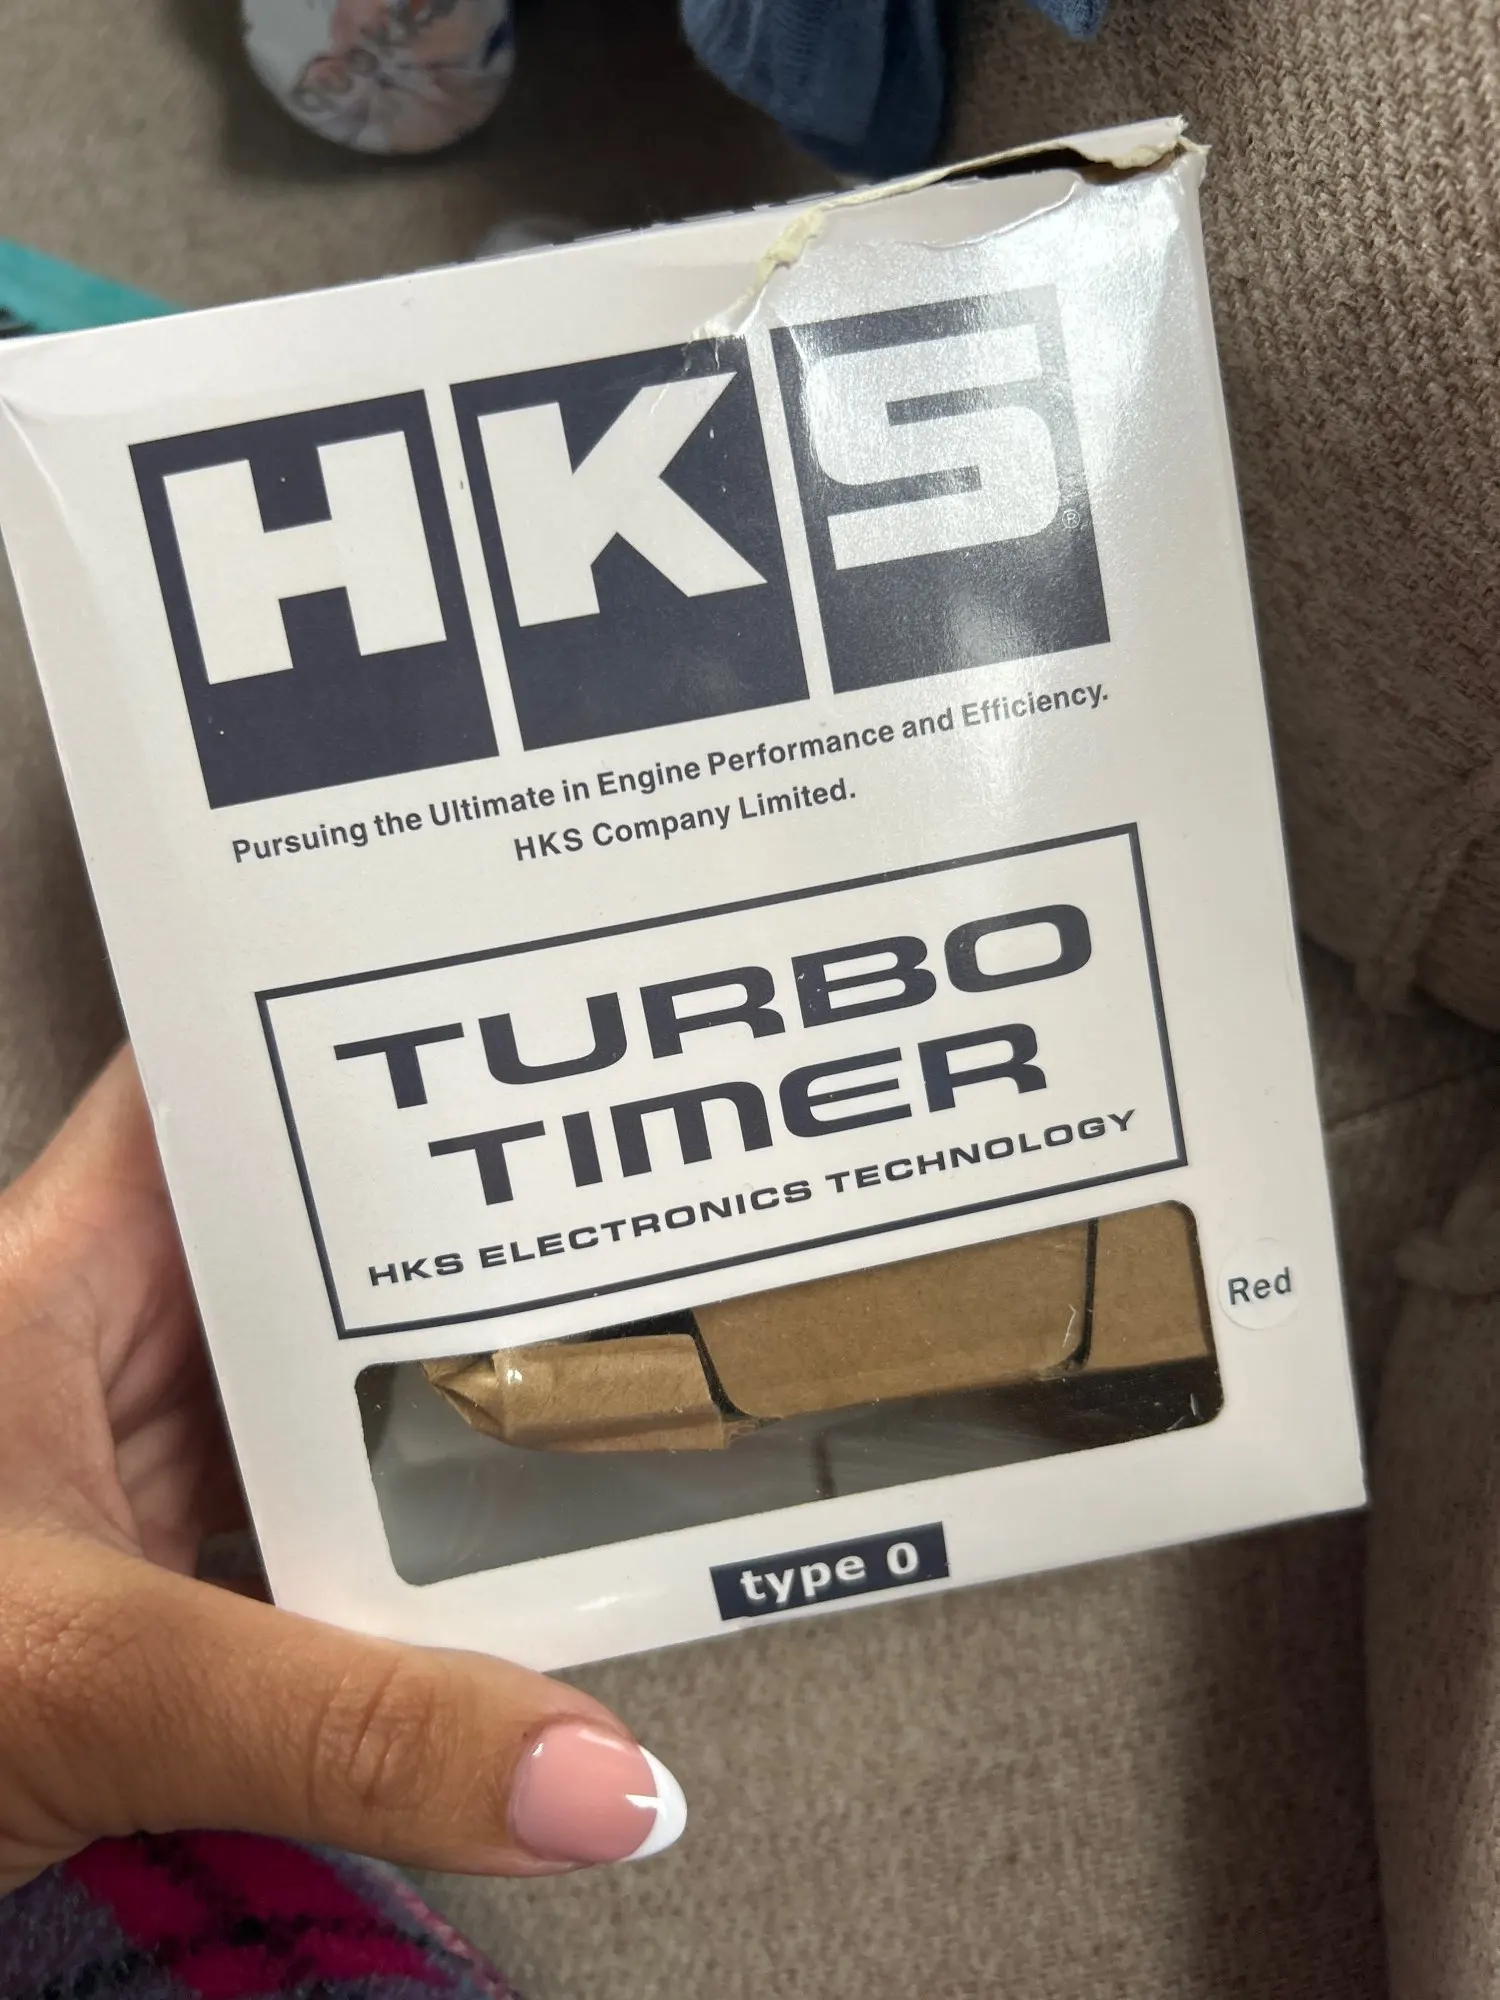 HKS®
Pursuing the Ultimate in Engine Performance and Efficiency.
HKS Company Limited.
TURBO
TIMER
HKS ELECTRONICS TECHNOLOGY
Red
type 0